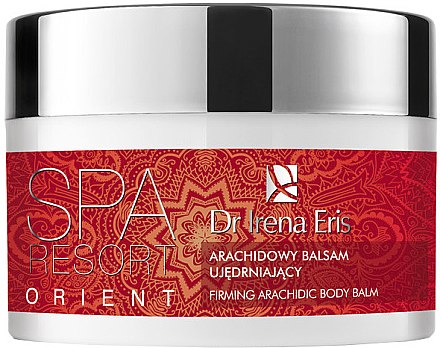 SPA
RESORT
ORIENT
Dr Irena Eris
ARACHIDOWY BALSAM
UJĘDRNIAJĄCY
FIRMING ARACHIDIC BODY BALM